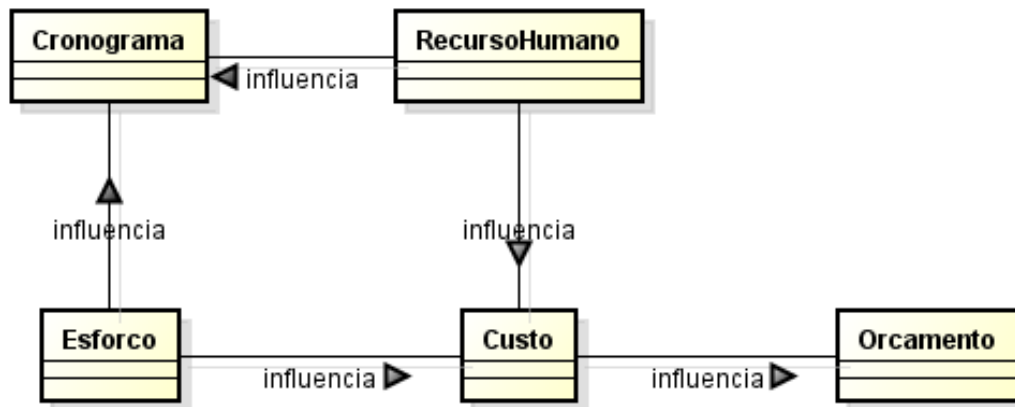 Cronograma
RecursoHumano
influencia
influencia
influencia
Esforco
Custo
Orcamento
influencia
influencia